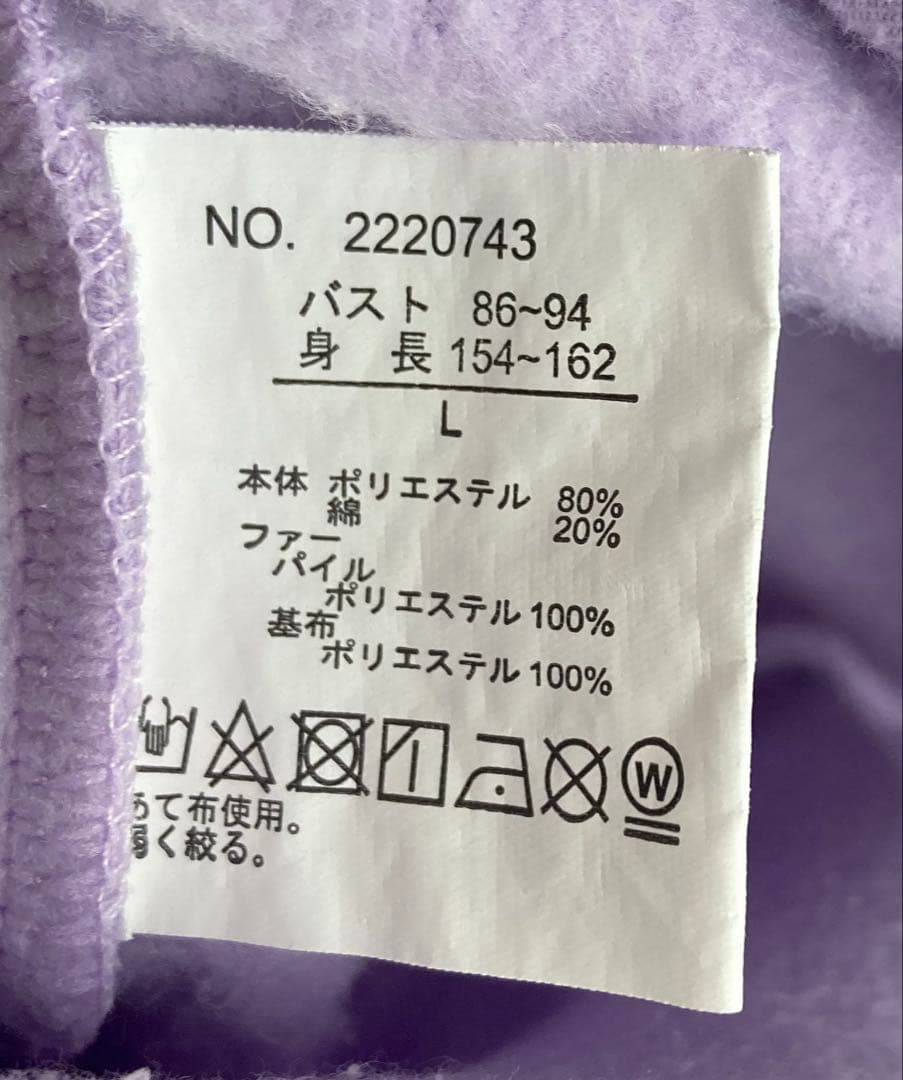 NO. 2220743
バスト 86~94
身 長 154~162
L
本体 ポリエステル 80%
綿 20%
ファー
パイル
ポリエステル 100%
基布
ポリエステル 100%
W
あて布使用。
弱く絞る。